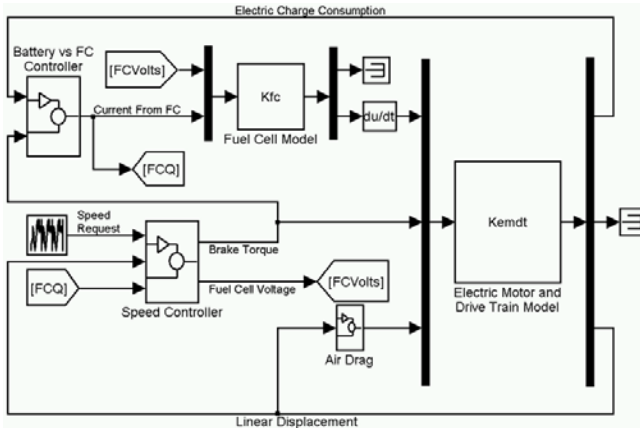 Electric Charge Consumption
Battery vs FC
Controller
[FCVolts]
Kfc
Fuel Cell Model
du/dt
Current From FC
[FCQ]
Speed
Request
Brake Torque
Kemdt
[FCQ]
Fuel Cell Voltage
[FCVolts]
Speed Controller
Electric Motor and
Drive Train Model
Air Drag
Linear Displacement